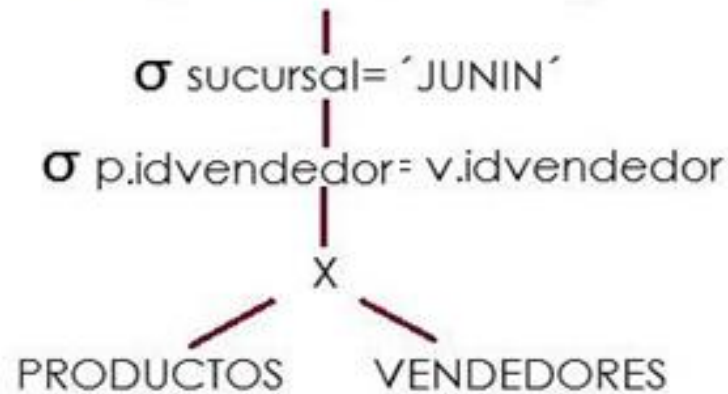 σ sucursal= ´JUNIN´
σ p.idvendedor= v.idvendedor
X
PRODUCTOS VENDEDORES